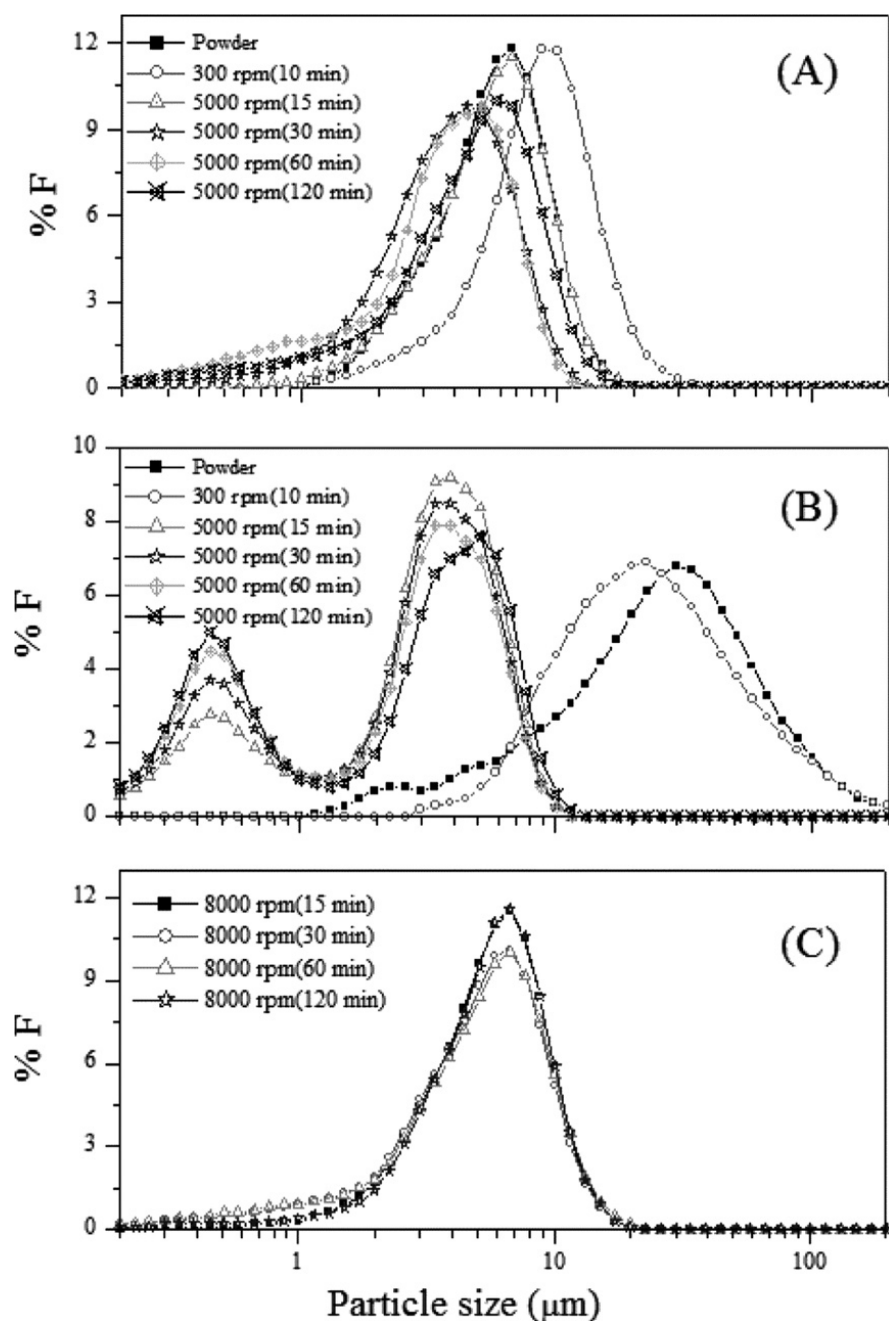 12
9
6
3
0
% F
Powder
300 rpm(10 min)
5000 rpm(15 min)
5000 rpm(30 min)
5000 rpm(60 min)
5000 rpm(120 min)
(A)
10
8
6
4
2
0
% F
Powder
300 rpm(10 min)
5000 rpm(15 min)
5000 rpm(30 min)
5000 rpm(60 min)
5000 rpm(120 min)
(B)
12
9
6
3
0
% F
8000 rpm(15 min)
8000 rpm(30 min)
8000 rpm(60 min)
8000 rpm(120 min)
(C)
1 10 100
Particle size (μm)